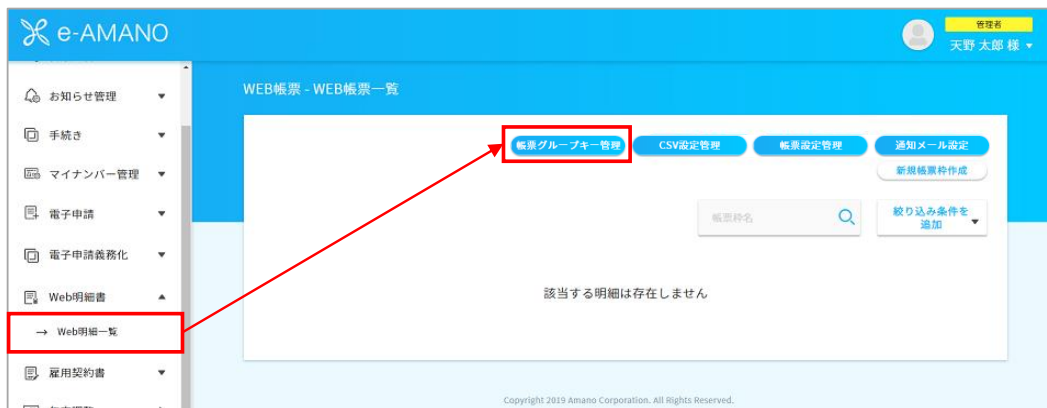 e-AMANO
管理者
天野 太郎 様 ▼
お知らせ管理 ▼
手続き ▼
マイナンバー管理 ▼
電子申請 ▼
電子申請義務化 ▼
Web明細書 ▲
→ Web明細一覧
雇用契約書 ▼
WEB帳票 - WEB帳票一覧
帳票グループキー管理
CSV設定管理
帳票設定管理
通知メール設定
新規帳票枠作成
帳票枠名
絞り込み条件を
追加 ▼
該当する明細は存在しません
Copyright 2019 Amano Corporation. All Rights Reserved.